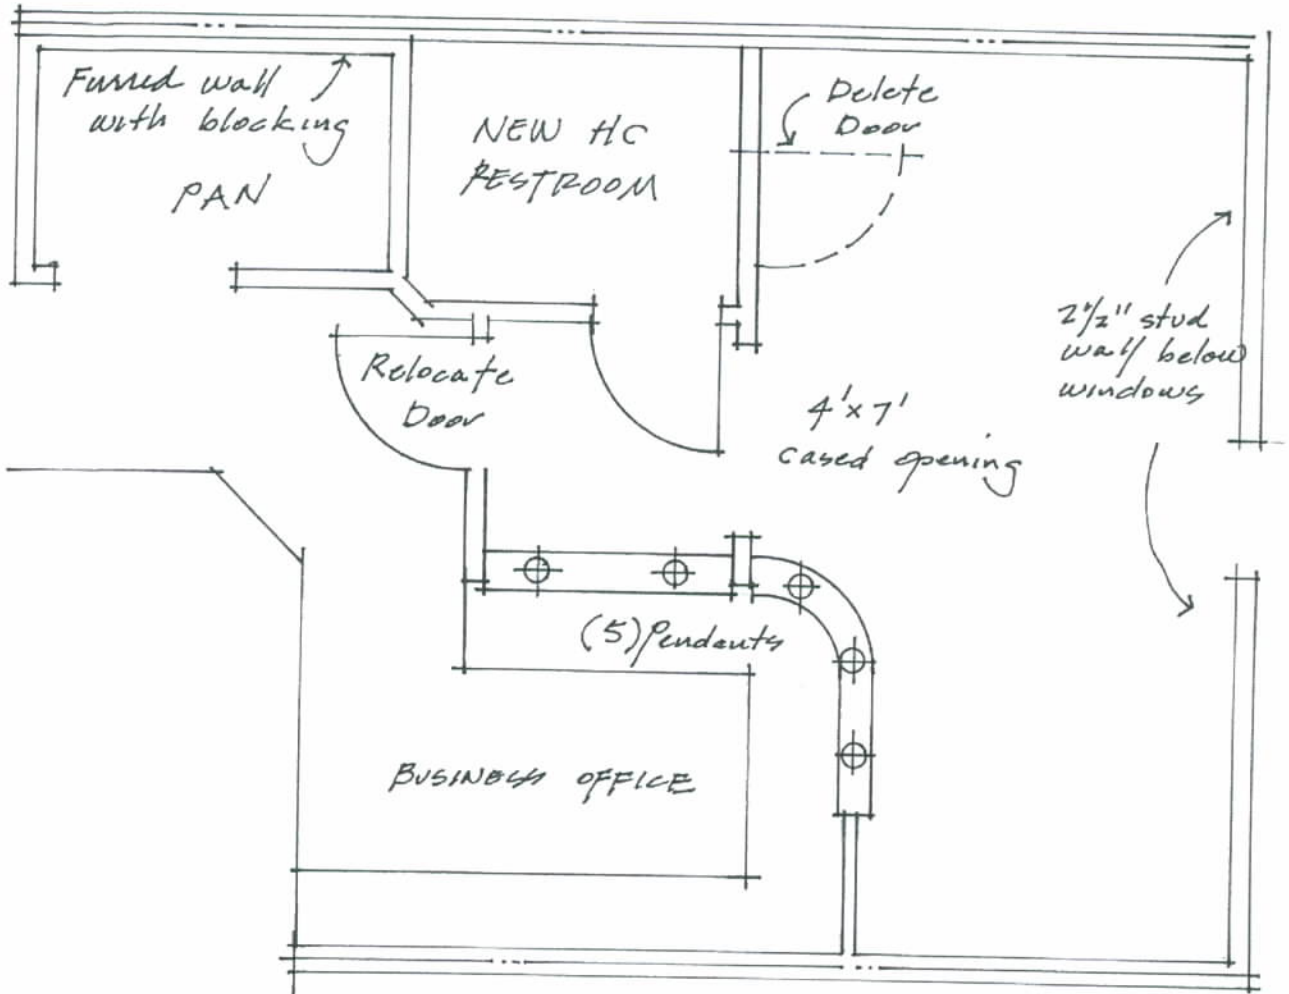 Furred wall
with blocking
PAN
NEW HC
RESTROOM
Delete
Door
2½" stud
wall below
windows
Relocate
Door
4'x7'
cased opening
(5) Pendants
BUSINESS OFFICE